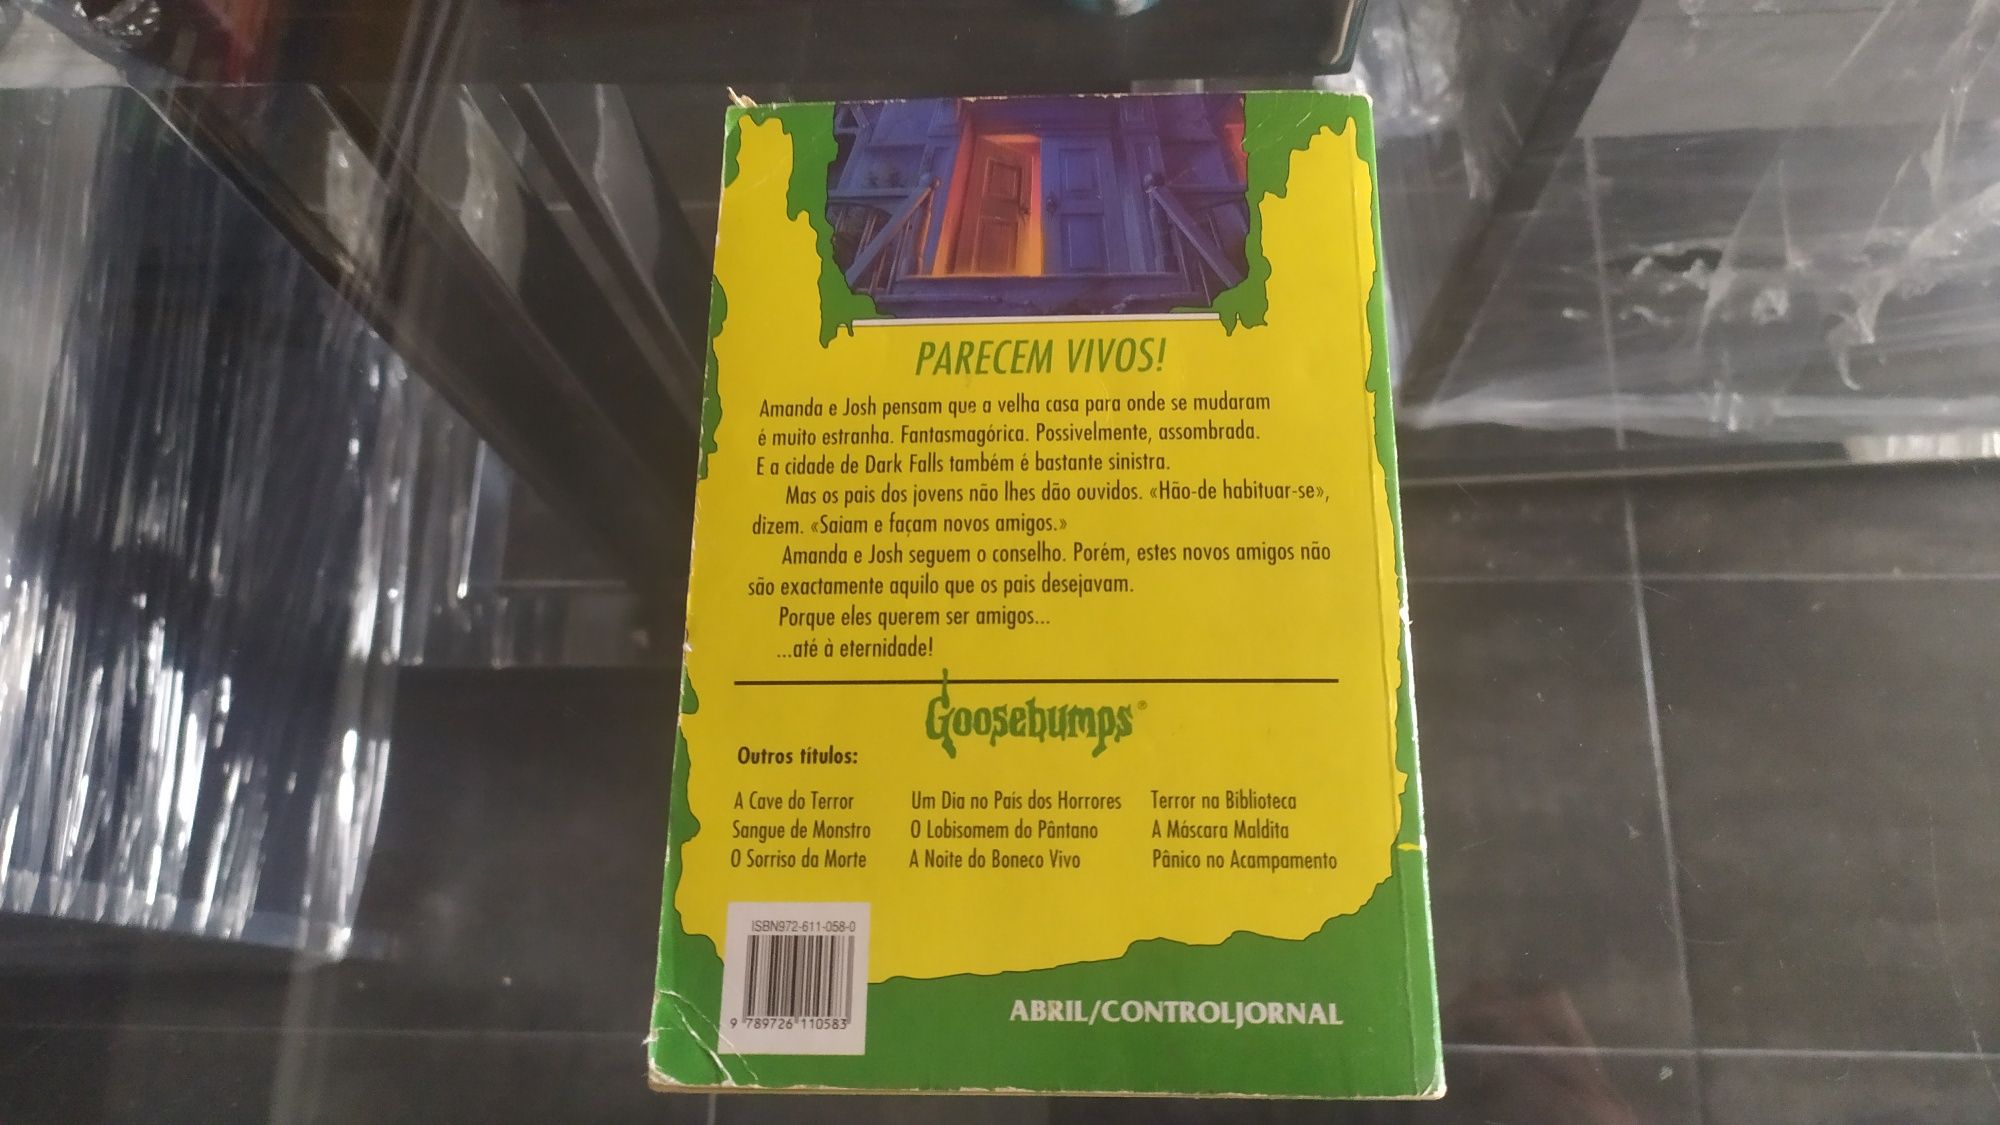 PARECEM VIVOS!
Amanda e Josh pensam que a velha casa para onde se mudaram
é muito estranha. Fantasmagórica. Possivelmente, assombrada.
E a cidade de Dark Falls também é bastante sinistra.
Mas os pais dos jovens não lhes dão ouvidos. «Hão-de habituar-se»,
dizem. «Saiam e façam novos amigos.»
Amanda e Josh seguem o conselho. Porém, estes novos amigos não
são exactamente aquilo que os pais desejavam.
Porque eles querem ser amigos...
...até à eternidade!
Goosebumps®
Outros títulos:
A Cave do Terror
Sangue de Monstro
O Sorriso da Morte
Um Dia no País dos Horrores
O Lobisomem do Pântano
A Noite do Boneco Vivo
Terror na Biblioteca
A Máscara Maldita
Pânico no Acampamento
ISBN972-611-058-0
9 789726 110583
ABRIL/CONTROLJORNAL